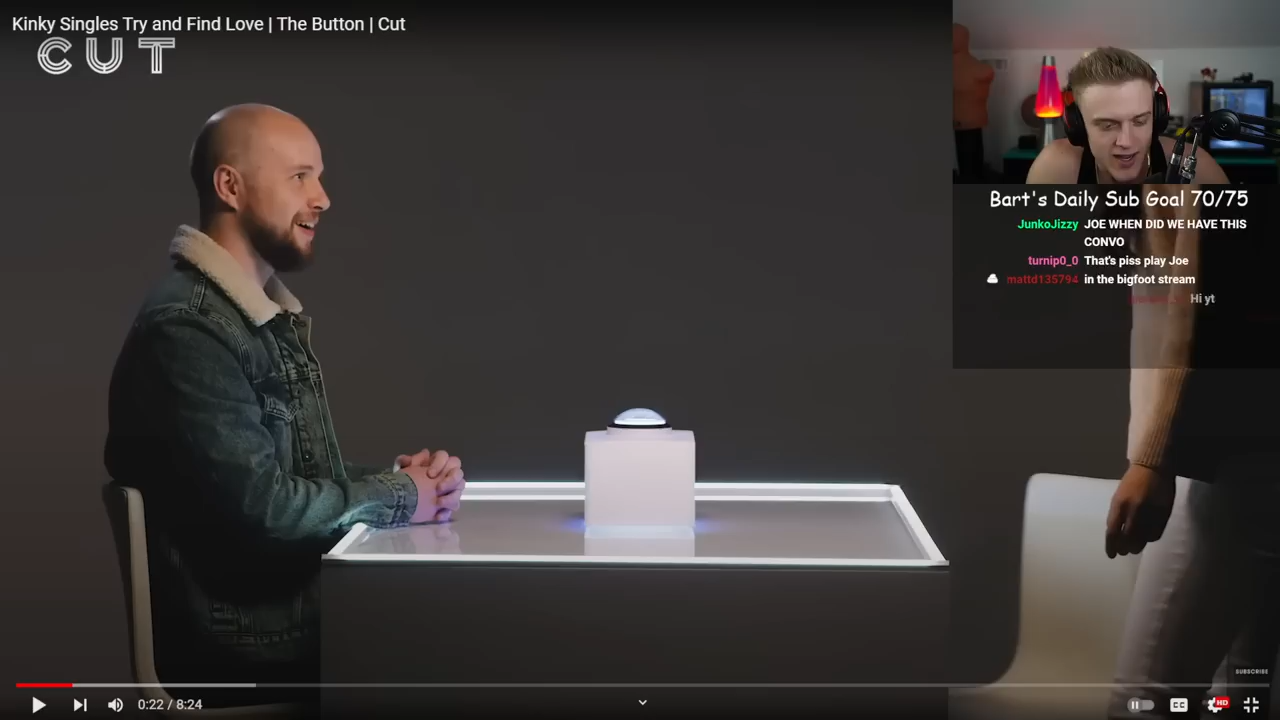 Kinky Singles Try and Find Love | The Button | Cut
CUT
Bart's Daily Sub Goal 70/75
JunkoJizzy JOE WHEN DID WE HAVE THIS
CONVO
turnip0_0 That's piss play Joe
mattd135794 in the bigfoot stream
Hi yt
SUBSCRIBE
0:22 / 8:24
CC
HD